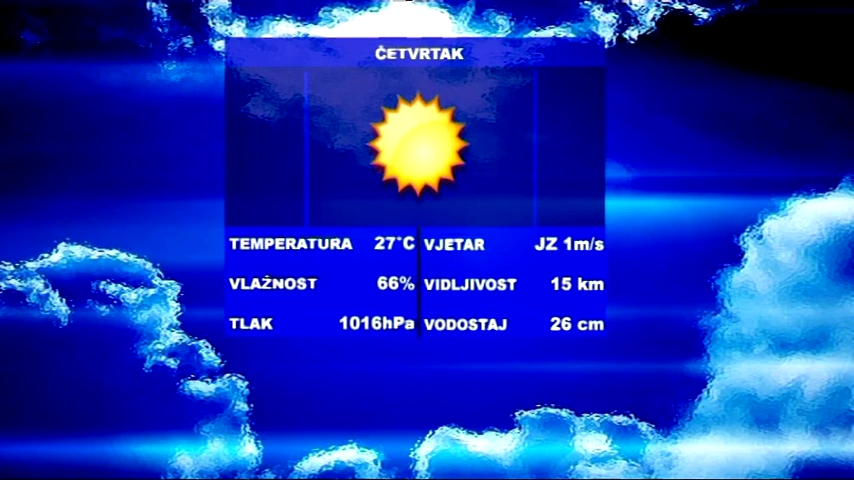 ČETVRTAK
TEMPERATURA 27°C VJETAR JZ 1m/s
VLAŽNOST 66% VIDLJIVOST 15 km
TLAK 1016hPa VODOSTAJ 26 cm